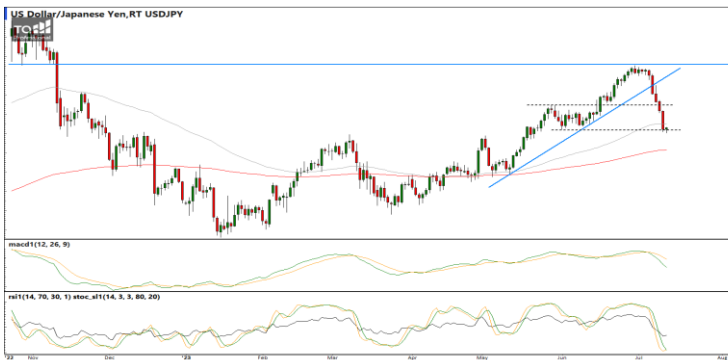 US Dollar/Japanese Yen,RT USDJPY
macd1(12, 26, 9)
rsi1(14, 70, 30, 1) stoc_sl1(14, 3, 3, 80, 20)
Nov Dec '23 Feb Mar Apr May Jun Jul Aug